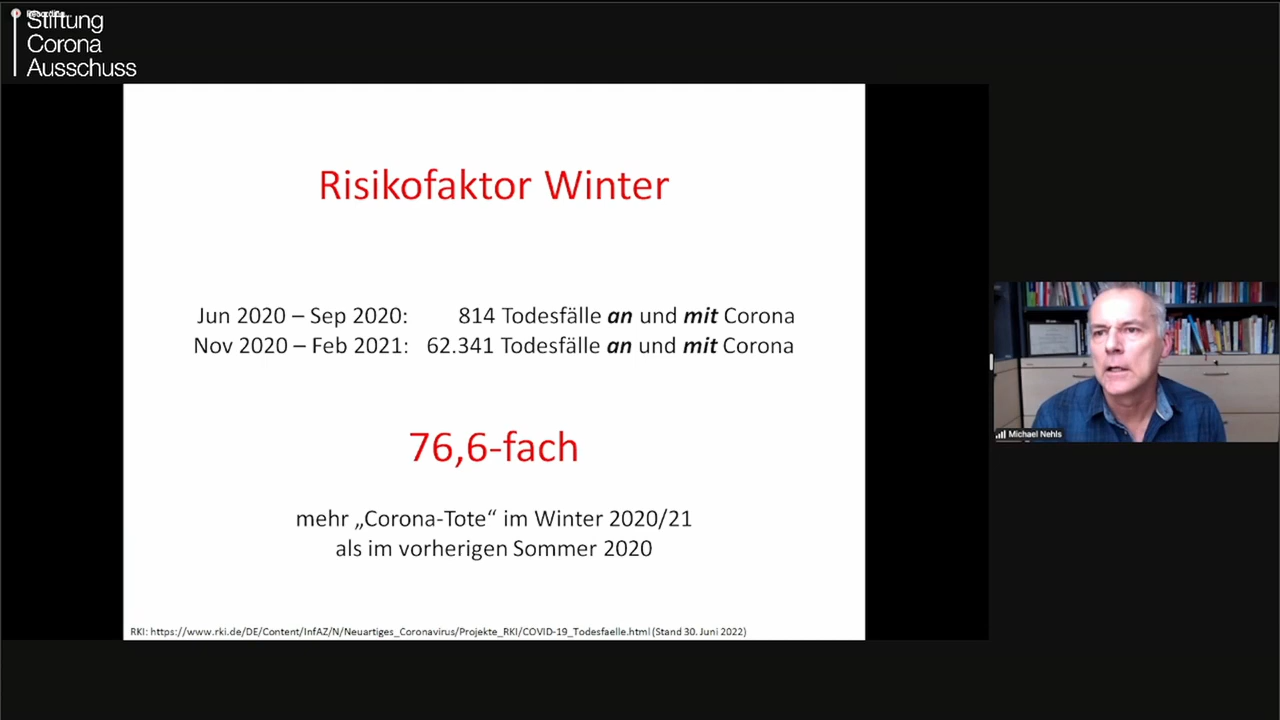 Stiftung
Corona
Ausschuss
Risikofaktor Winter
Jun 2020 – Sep 2020: 814 Todesfälle an und mit Corona
Nov 2020 – Feb 2021: 62.341 Todesfälle an und mit Corona
76,6-fach
mehr „Corona-Tote“ im Winter 2020/21
als im vorherigen Sommer 2020
RKI: https://www.rki.de/DE/Content/InfAZ/N/Neuartiges_Coronavirus/Projekte_RKI/COVID-19_Todesfaelle.html (Stand 30. Juni 2022)
Michael Nehls